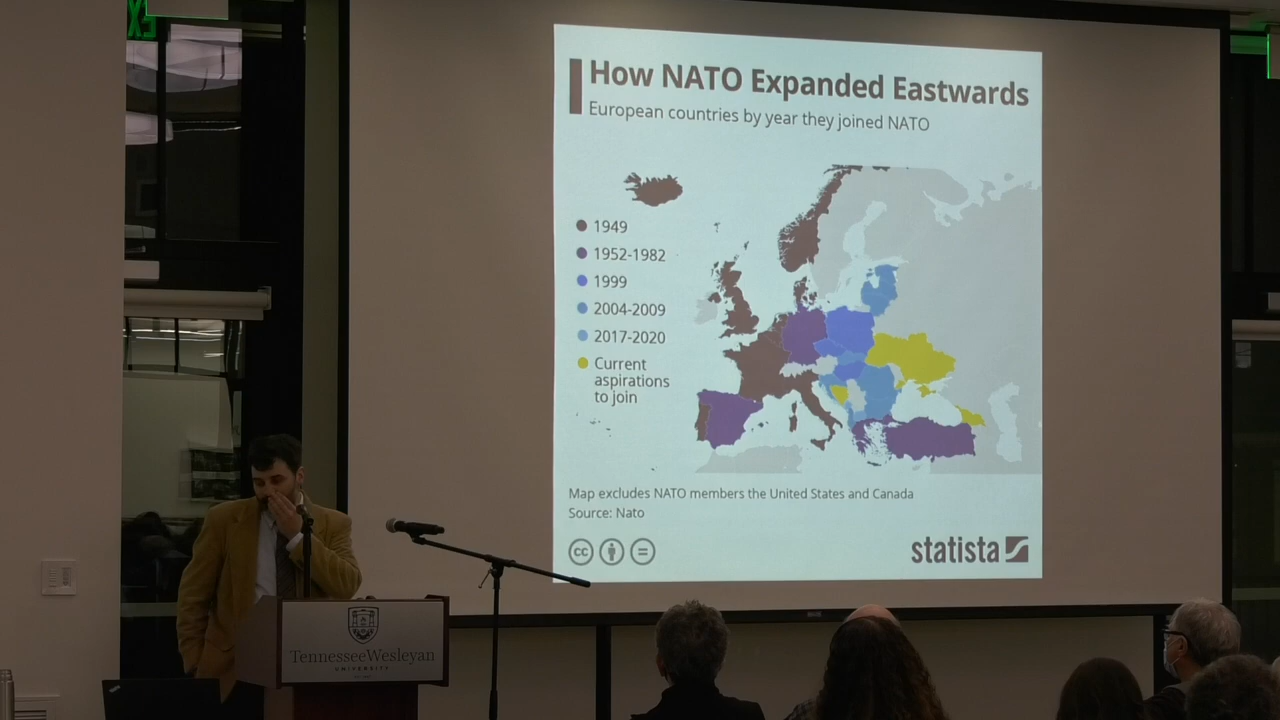 How NATO Expanded Eastwards
European countries by year they joined NATO
1949
1952-1982
1999
2004-2009
2017-2020
Current
aspirations
to join
Map excludes NATO members the United States and Canada
Source: Nato
cc
statista
TennesseeWesleyan
UNIVERSITY